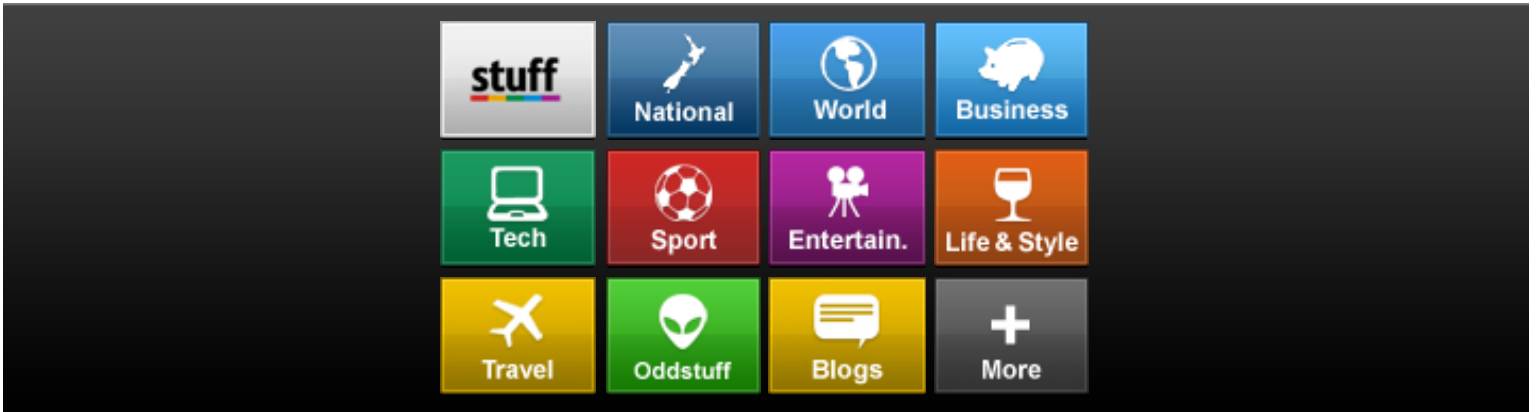 stuff
National
World
Business
Tech
Sport
Entertain.
Life & Style
Travel
Oddstuff
Blogs
More